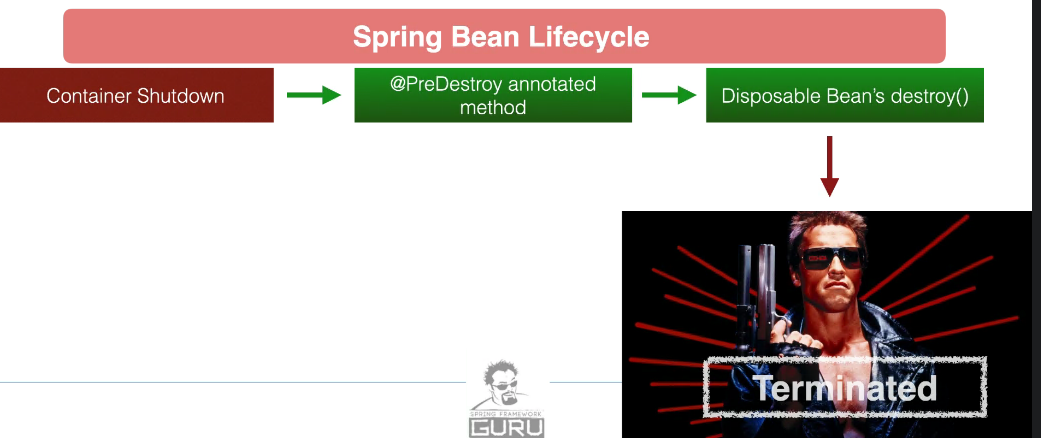 Spring Bean Lifecycle
Container Shutdown
@PreDestroy annotated
method
Disposable Bean's destroy()
Terminated
SPRING FRAMEWORK
GURU